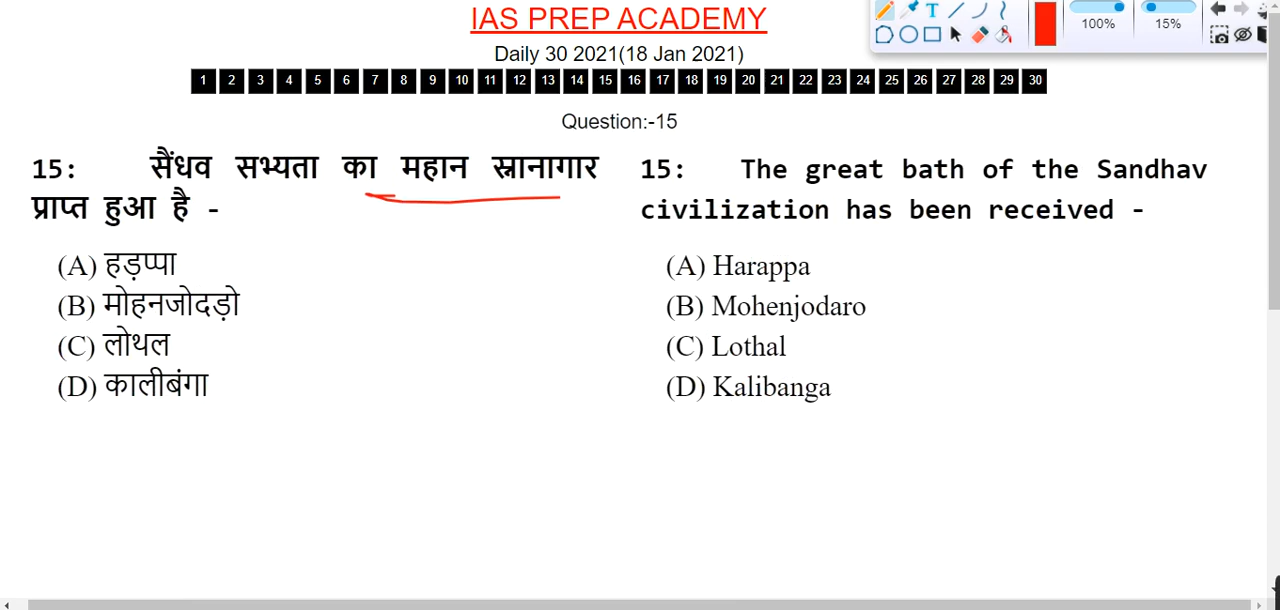 IAS PREP ACADEMY
Daily 30 2021(18 Jan 2021)
1 2 3 4 5 6 7 8 9 10 11 12 13 14 15 16 17 18 19 20 21 22 23 24 25 26 27 28 29 30
T
100% 15%
Question:-15
15: सैंधव सभ्यता का महान स्नानागार
प्राप्त हुआ है -
(A) हड़प्पा
(B) मोहनजोदड़ो
(C) लोथल
(D) कालीबंगा
15: The great bath of the Sandhav
civilization has been received -
(A) Harappa
(B) Mohenjodaro
(C) Lothal
(D) Kalibanga